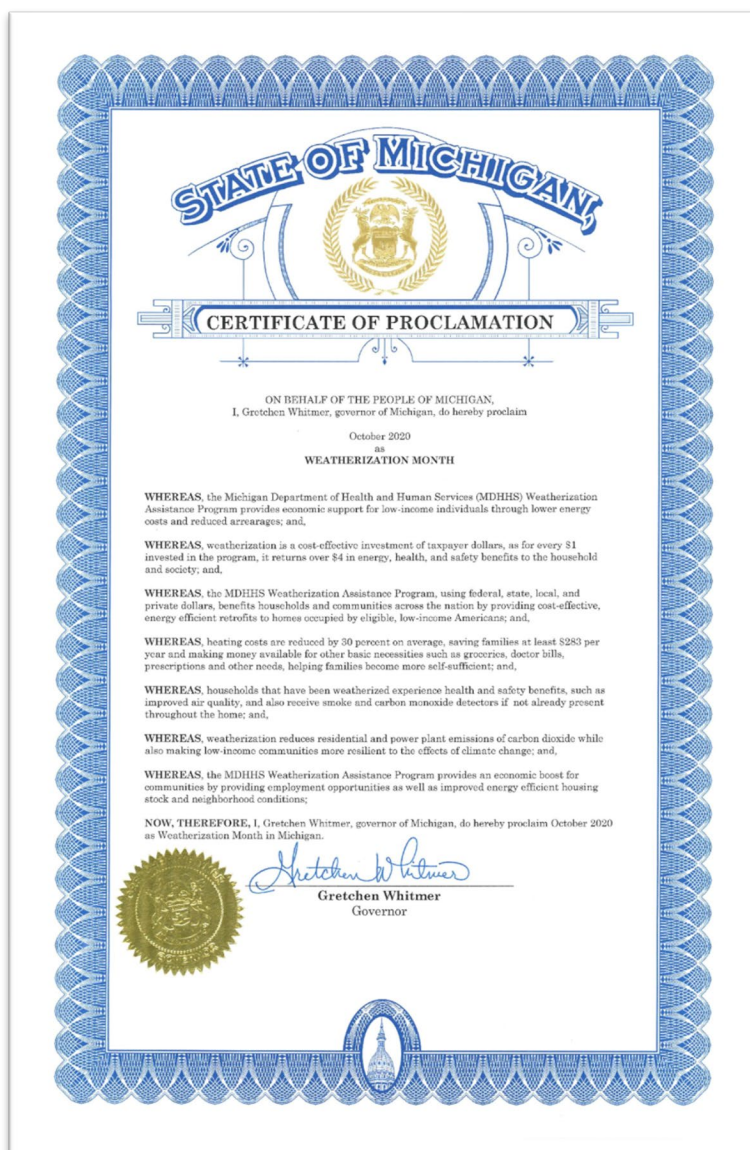 STATE OF MICHIGAN,
CERTIFICATE OF PROCLAMATION
ON BEHALF OF THE PEOPLE OF MICHIGAN,
I, Gretchen Whitmer, governor of Michigan, do hereby proclaim
October 2020
as
WEATHERIZATION MONTH
WHEREAS, the Michigan Department of Health and Human Services (MDHHS) Weatherization
Assistance Program provides economic support for low-income individuals through lower energy
costs and reduced arrearages; and,
WHEREAS, weatherization is a cost-effective investment of taxpayer dollars, as for every $1
invested in the program, it returns over $4 in energy, health, and safety benefits to the household
and society; and,
WHEREAS, the MDHHS Weatherization Assistance Program, using federal, state, local, and
private dollars, benefits households and communities across the nation by providing cost-effective,
energy efficient retrofits to homes occupied by eligible, low-income Americans; and,
WHEREAS, heating costs are reduced by 30 percent on average, saving families at least $283 per
year and making money available for other basic necessities such as groceries, doctor bills,
prescriptions and other needs, helping families become more self-sufficient; and,
WHEREAS, households that have been weatherized experience health and safety benefits, such as
improved air quality, and also receive smoke and carbon monoxide detectors if not already present
throughout the home; and,
WHEREAS, weatherization reduces residential and power plant emissions of carbon dioxide while
also making low-income communities more resilient to the effects of climate change; and,
WHEREAS, the MDHHS Weatherization Assistance Program provides an economic boost for
communities by providing employment opportunities as well as improved energy efficient housing
stock and neighborhood conditions;
NOW, THEREFORE, I, Gretchen Whitmer, governor of Michigan, do hereby proclaim October 2020
as Weatherization Month in Michigan.
Gretchen Whitmer
Gretchen Whitmer
Governor